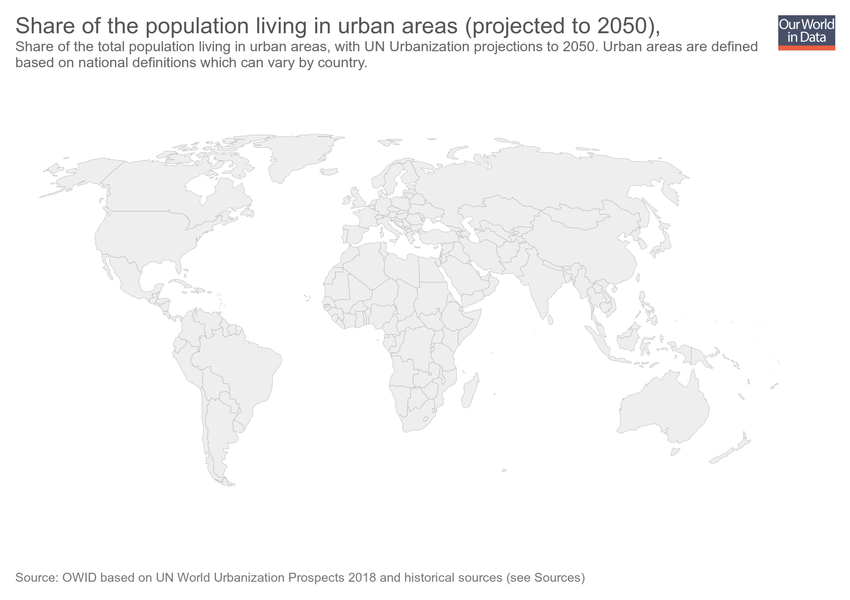 Share of the population living in urban areas (projected to 2050),
Our World
in Data
Share of the total population living in urban areas, with UN Urbanization projections to 2050. Urban areas are defined
based on national definitions which can vary by country.
Source: OWID based on UN World Urbanization Prospects 2018 and historical sources (see Sources)